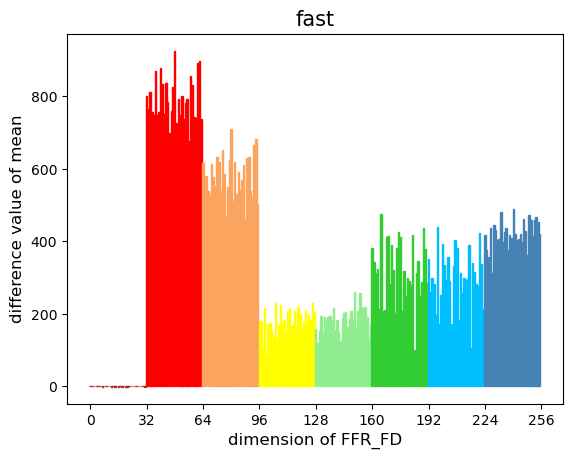 fast
difference value of mean
800
600
400
200
0
0 32 64 96 128 160 192 224 256
dimension of FFR_FD